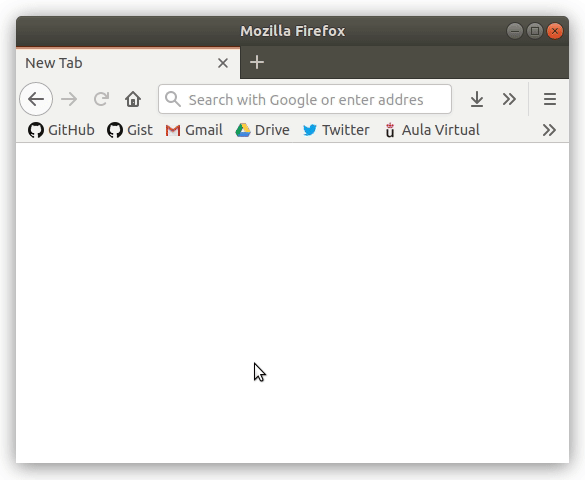 Mozilla Firefox
New Tab
Search with Google or enter addres
GitHub Gist Gmail Drive Twitter Aula Virtual